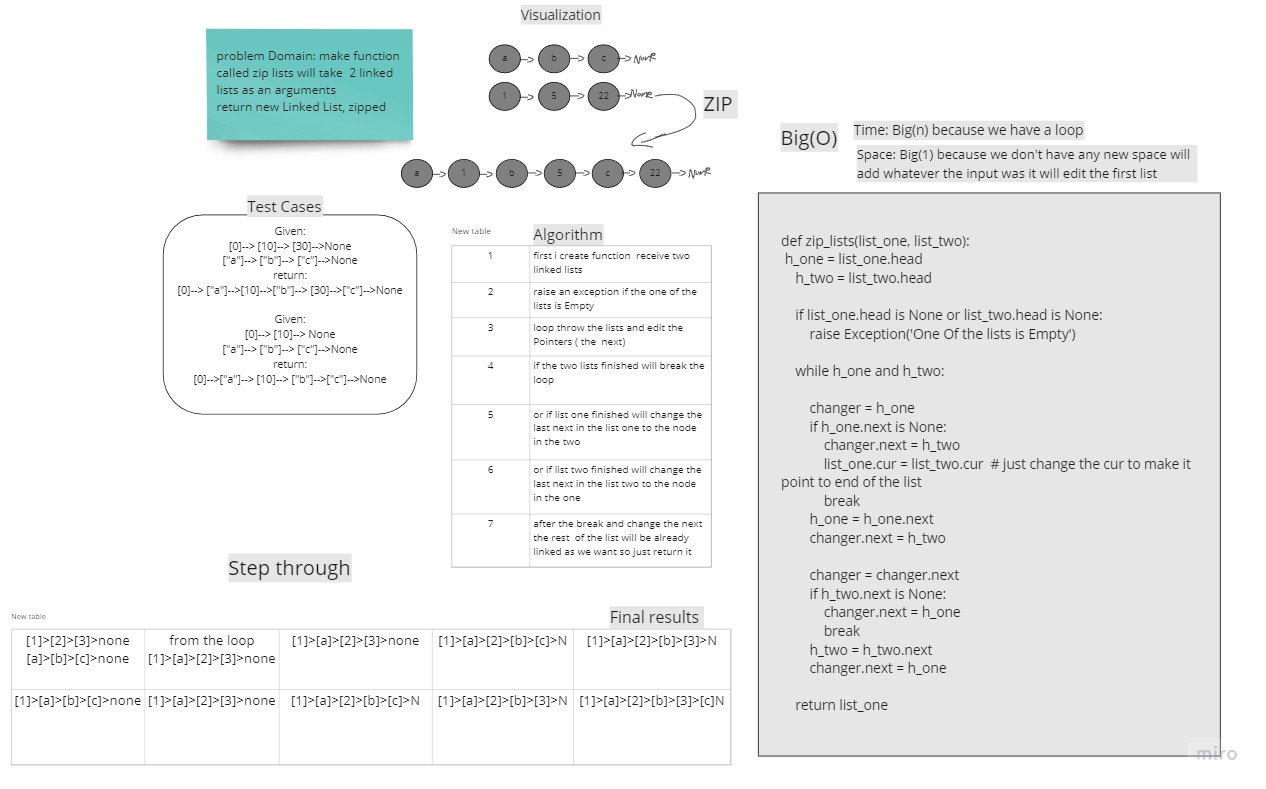 Visualization
problem Domain: make function
called zip lists will take 2 linked
lists as an arguments
return new Linked List, zipped
a
b
c
None
1
5
22
None
ZIP
a
1
b
5
c
22
None
Big(O)
Time: Big(n) because we have a loop
Space: Big(1) because we don't have any new space will
add whatever the input was it will edit the first list
Test Cases
Given:
[0]--> [10]--> [30]-->None
["a"]--> ["b"]--> ["c"]-->None
return:
[0]--> ["a"]-->[10]-->["b"]--> [30]-->["c"]-->None
Given:
[0]--> [10]--> None
["a"]--> ["b"]--> ["c"]-->None
return:
[0]-->["a"]--> [10]--> ["b"]-->["c"]-->None
New table
Algorithm
1
first i create function receive two
linked lists
2
raise an exception if the one of the
lists is Empty
3
loop throw the lists and edit the
Pointers ( the next)
4
if the two lists finished will break the
loop
5
or if list one finished will change the
last next in the list one to the node
in the two
6
or if list two finished will change the
last next in the list two to the node
in the one
7
after the break and change the next
the rest of the list will be already
linked as we want so just return it
def zip_lists(list_one, list_two):
h_one = list_one.head
h_two = list_two.head
if list_one.head is None or list_two.head is None:
raise Exception('One Of the lists is Empty')
while h_one and h_two:
changer = h_one
if h_one.next is None:
changer.next = h_two
list_one.cur = list_two.cur # just change the cur to make it
point to end of the list
break
h_one = h_one.next
changer.next = h_two
changer = changer.next
if h_two.next is None:
changer.next = h_one
break
h_two = h_two.next
changer.next = h_one
return list_one
Step through
New table
Final results
[1]>[2]>[3]>none
[a]>[b]>[c]>none
from the loop
[1]>[a]>[2]>[3]>none
[1]>[a]>[2]>[3]>none
[1]>[a]>[2]>[b]>[c]>N
[1]>[a]>[2]>[b]>[3]>N
[1]>[a]>[b]>[c]>none
[1]>[a]>[2]>[3]>none
[1]>[a]>[2]>[b]>[c]>N
[1]>[a]>[2]>[b]>[3]>N
[1]>[a]>[2]>[b]>[3]>[c]N
miro